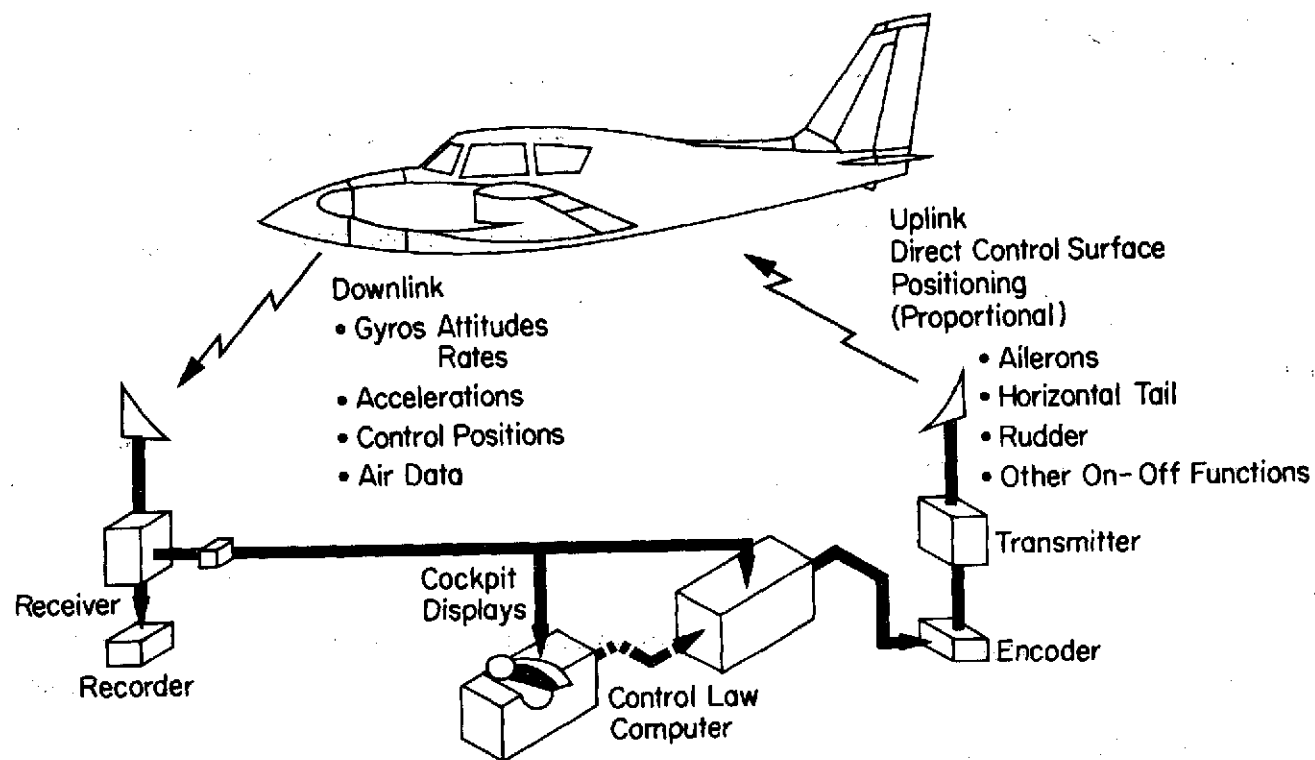 Uplink
Direct Control Surface
Positioning
(Proportional)
• Ailerons
• Horizontal Tail
• Rudder
• Other On-Off Functions
Downlink
• Gyros Attitudes
Rates
• Accelerations
• Control Positions
• Air Data
Receiver
Recorder
Cockpit
Displays
Control Law
Computer
Transmitter
Encoder